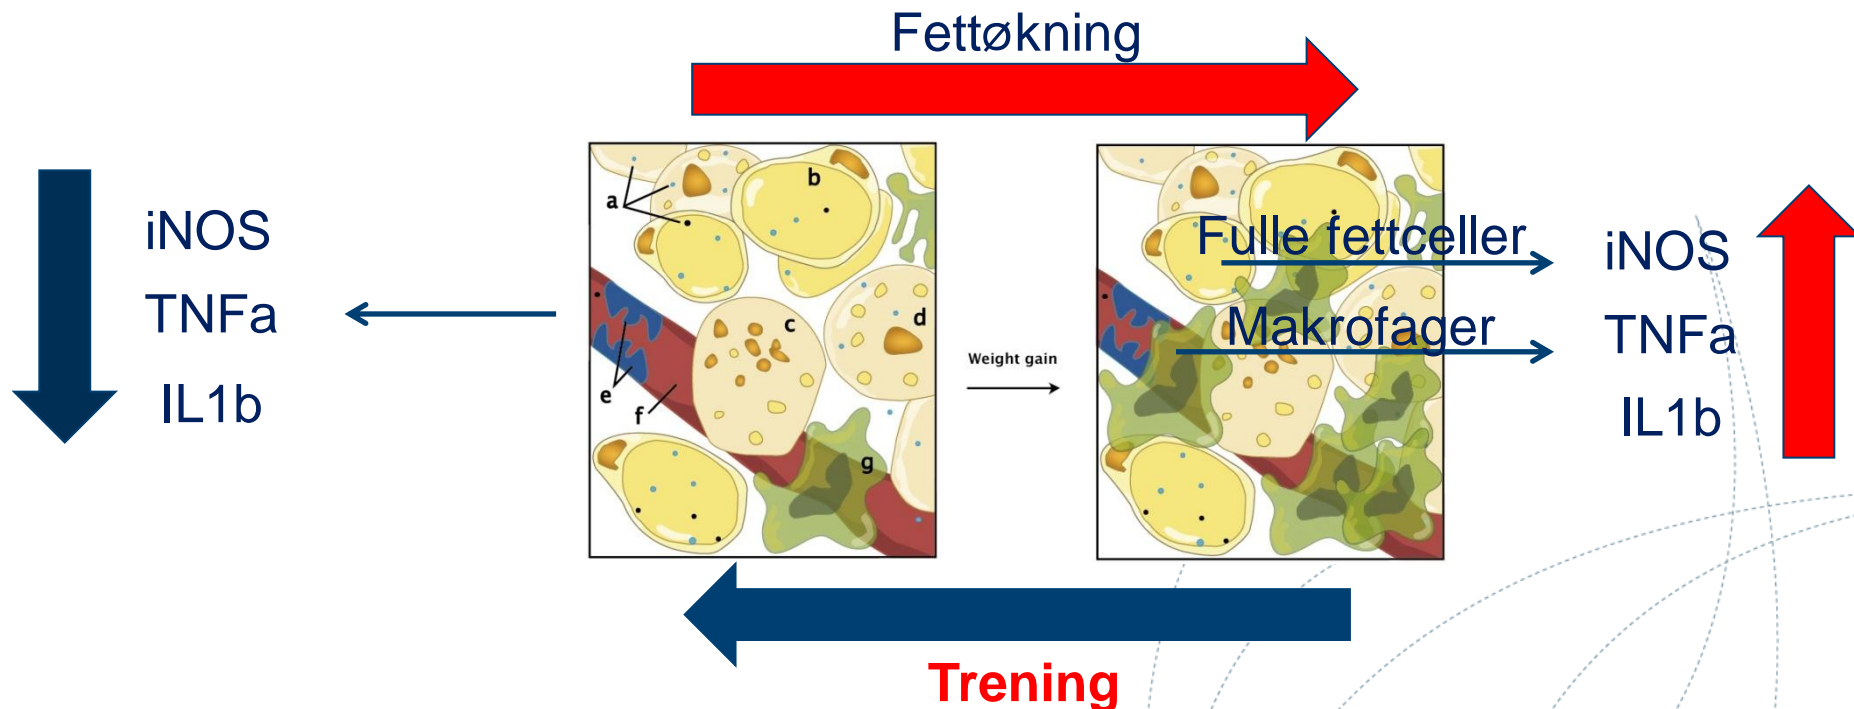 Fettøkning
iNOS
TNFa
IL1b
a
b
c
d
e
f
g
Weight gain
Fulle fettceller
Makrofager
iNOS
TNFa
IL1b
Trening